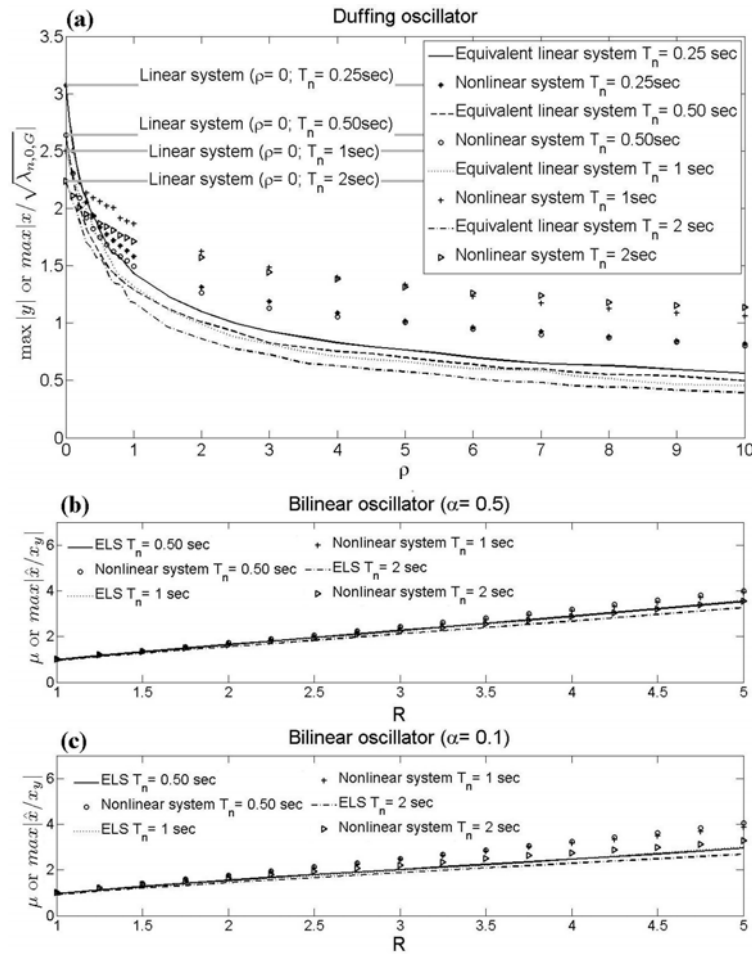 (a)
Duffing oscillator
3.5
3
2.5
2
1.5
1
0.5
0
max |y| or max|x/√λn,0,G|
Linear system (ρ= 0; Tn= 0.25sec)
Linear system (ρ= 0; Tn= 0.50sec)
Linear system (ρ= 0; Tn= 1sec)
Linear system (ρ= 0; Tn= 2sec)
Equivalent linear system Tn= 0.25 sec
Nonlinear system Tn= 0.25sec
Equivalent linear system Tn= 0.50 sec
Nonlinear system Tn= 0.50sec
Equivalent linear system Tn= 1 sec
Nonlinear system Tn= 1sec
Equivalent linear system Tn= 2 sec
Nonlinear system Tn= 2sec
0 1 2 3 4 5 6 7 8 9 10
ρ
(b)
Bilinear oscillator (α= 0.5)
6
4
2
0
μ or max|x̂/xy|
ELS Tn= 0.50 sec
Nonlinear system Tn= 1 sec
Nonlinear system Tn= 0.50 sec
ELS Tn= 2 sec
ELS Tn= 1 sec
Nonlinear system Tn= 2 sec
1 1.5 2 2.5 3 3.5 4 4.5 5
R
(c)
Bilinear oscillator (α= 0.1)
6
4
2
0
μ or max|x̂/xy|
ELS Tn= 0.50 sec
Nonlinear system Tn= 1 sec
Nonlinear system Tn= 0.50 sec
ELS Tn= 2 sec
ELS Tn= 1 sec
Nonlinear system Tn= 2 sec
1 1.5 2 2.5 3 3.5 4 4.5 5
R